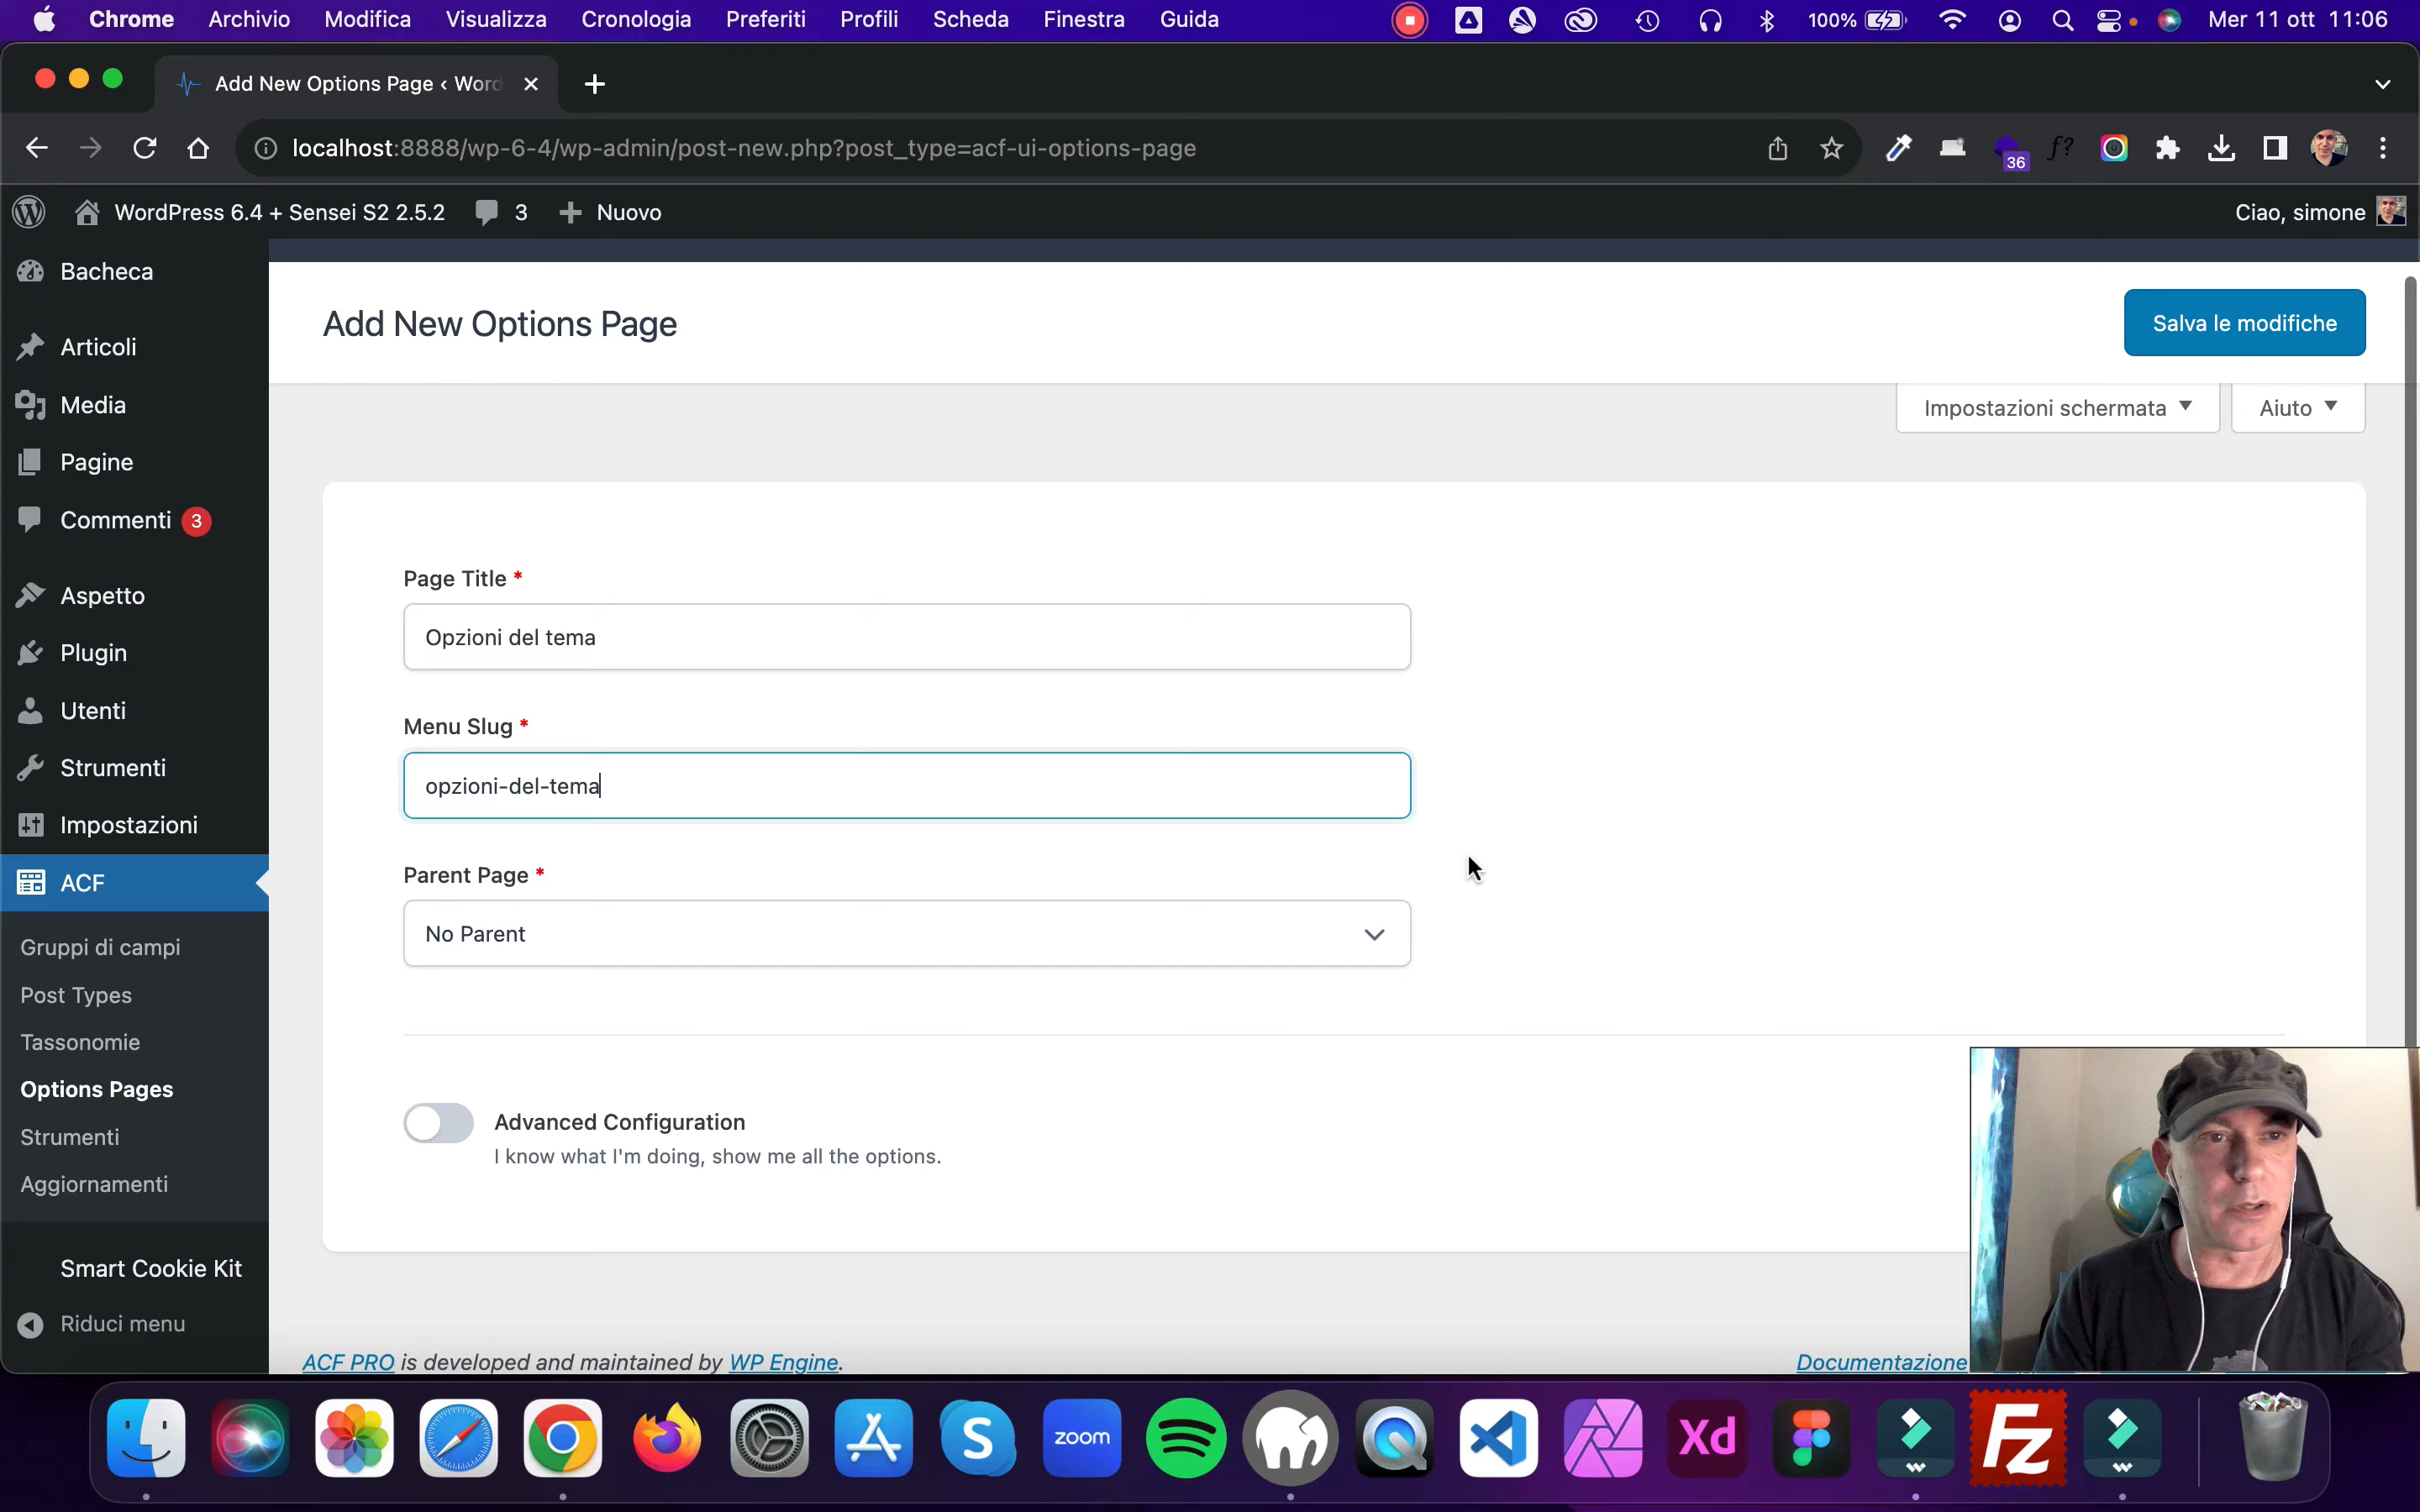 Chrome Archivio Modifica Visualizza Cronologia Preferiti Profili Scheda Finestra Guida 100% Mer 11 ott 11:06
Add New Options Page ‹ Word
localhost:8888/wp-6-4/wp-admin/post-new.php?post_type=acf-ui-options-page
f?
36
WordPress 6.4 + Sensei S2 2.5.2 3 Nuovo Ciao, simone
Bacheca
Articoli
Media
Pagine
Commenti 3
Aspetto
Plugin
Utenti
Strumenti
Impostazioni
ACF
Gruppi di campi
Post Types
Tassonomie
Options Pages
Strumenti
Aggiornamenti
Smart Cookie Kit
Riduci menu
Add New Options Page
Salva le modifiche
Impostazioni schermata
Aiuto
Page Title *
Opzioni del tema
Menu Slug *
opzioni-del-tema
Parent Page *
No Parent
Advanced Configuration
I know what I'm doing, show me all the options.
ACF PRO is developed and maintained by WP Engine.
Documentazione
S
zoom
Xd
Fz